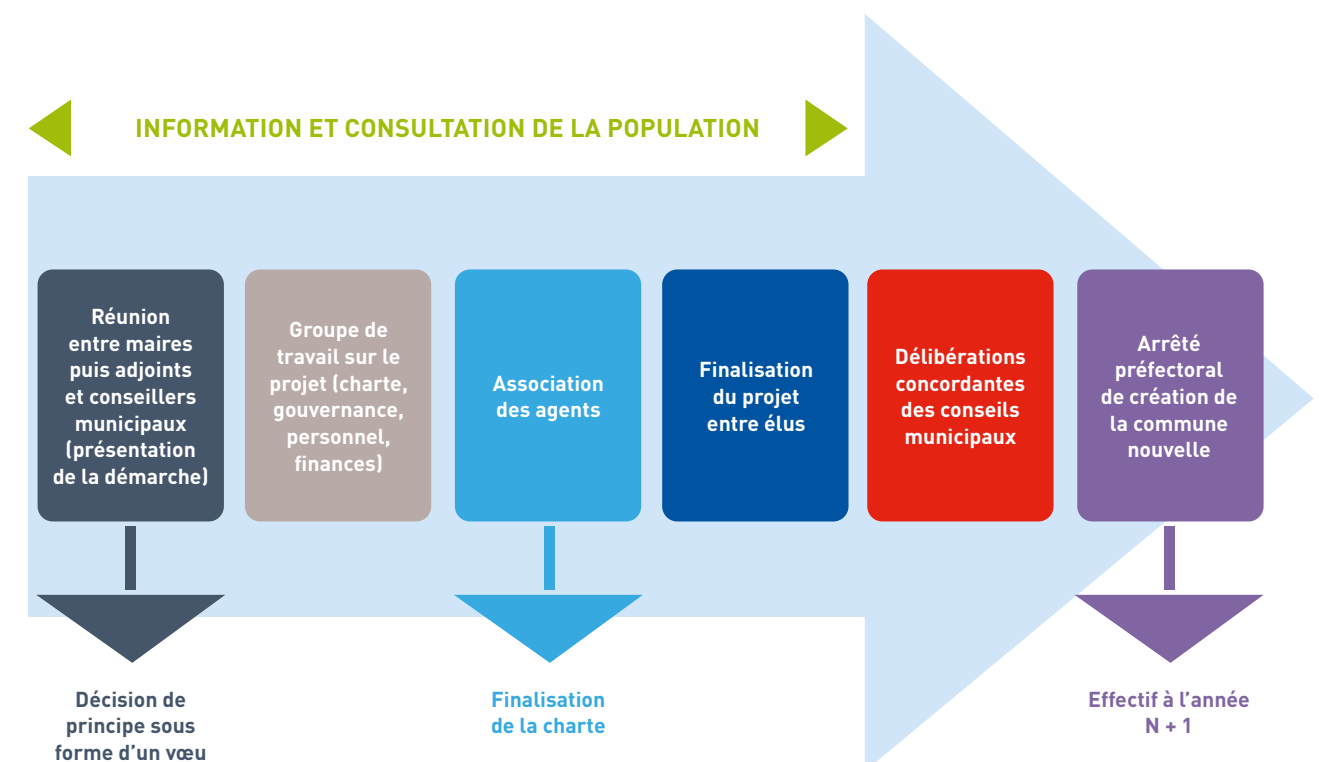 INFORMATION ET CONSULTATION DE LA POPULATION
Réunion
entre maires
puis adjoints
et conseillers
municipaux
(présentation
de la démarche)
Groupe de
travail sur le
projet (charte,
gouvernance,
personnel,
finances)
Association
des agents
Finalisation
du projet
entre élus
Délibérations
concordantes
des conseils
municipaux
Arrêté
préfectoral
de création de
la commune
nouvelle
Décision de
principe sous
forme d'un vœu
Finalisation
de la charte
Effectif à l'année
N + 1